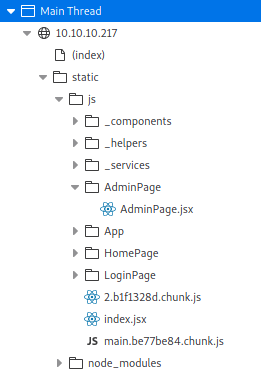 Main Thread
10.10.10.217
(index)
static
js
_components
_helpers
_services
AdminPage
AdminPage.jsx
App
HomePage
LoginPage
2.b1f1328d.chunk.js
index.jsx
JS main.be77be84.chunk.js
node_modules